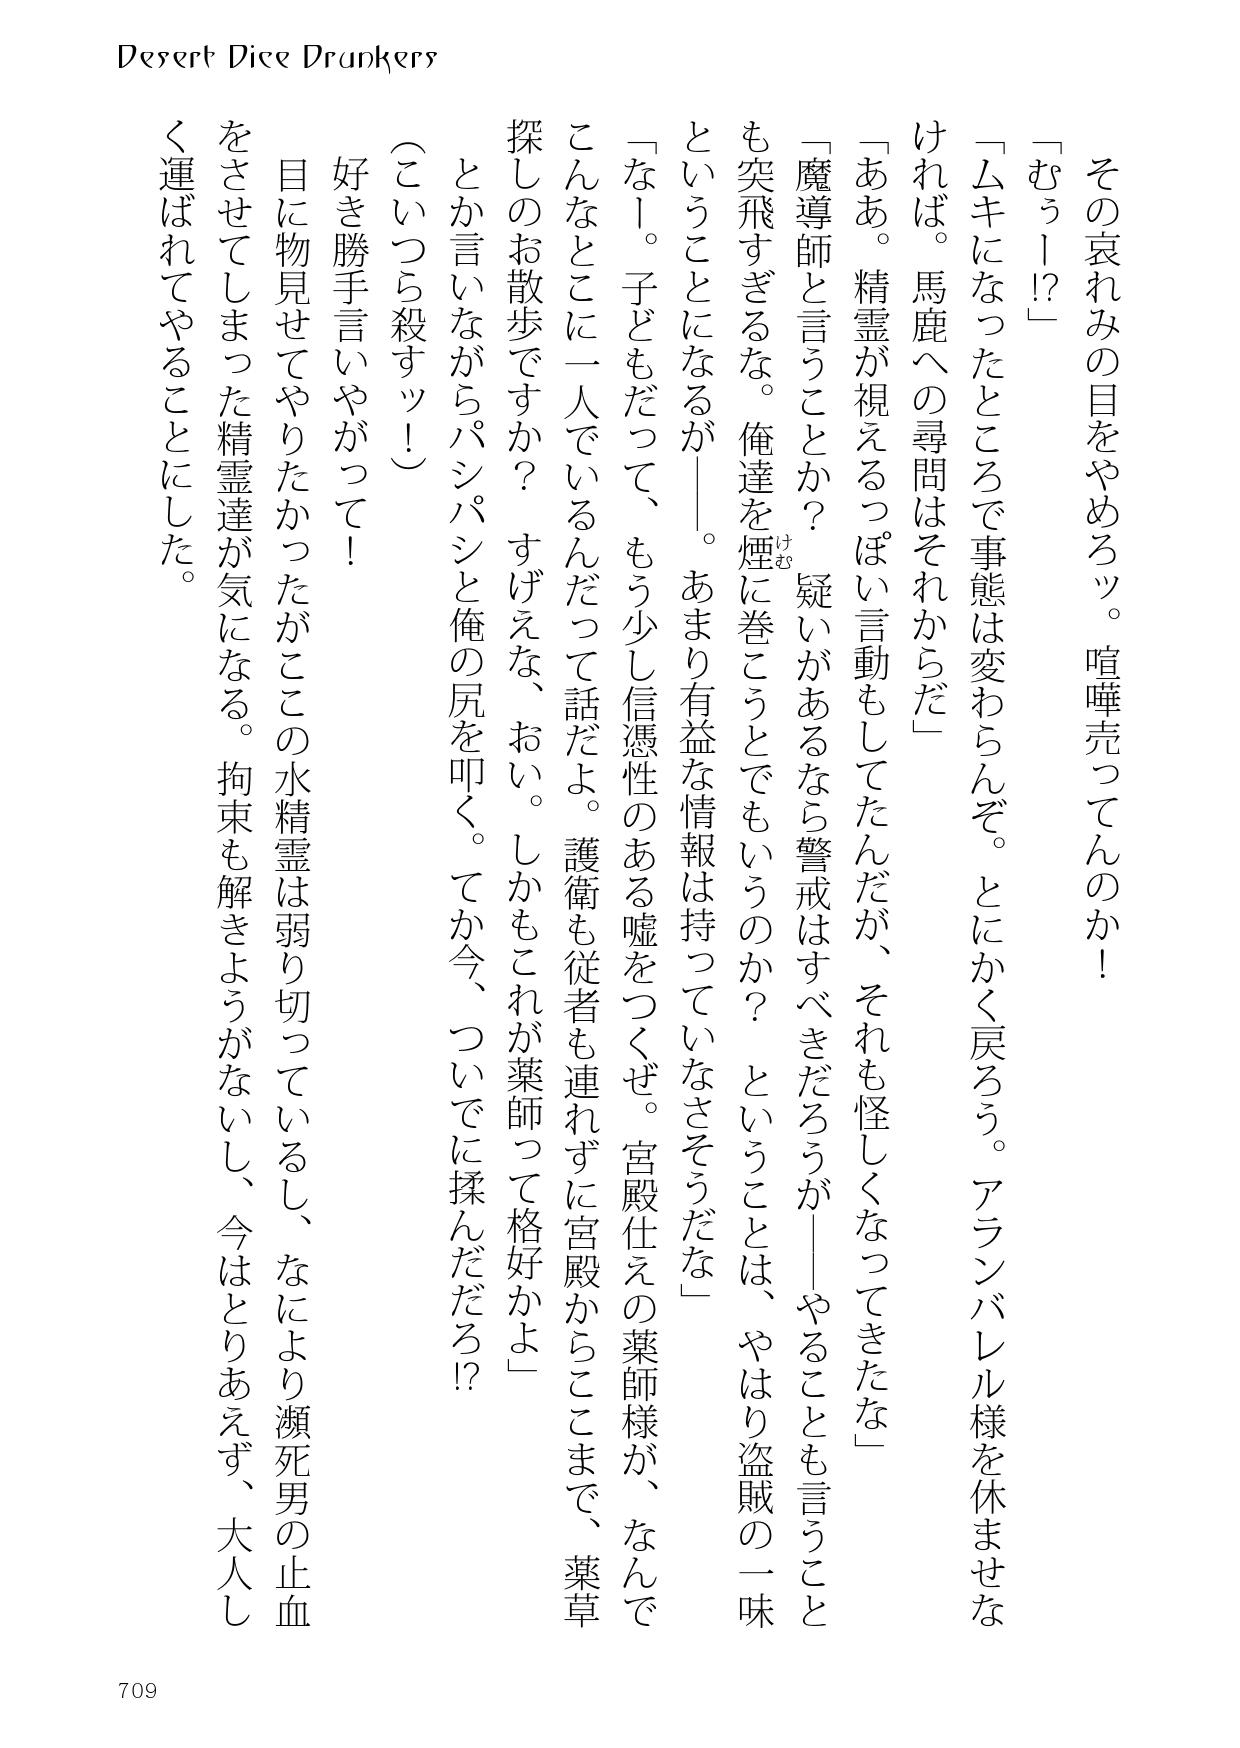 Desert Dice Drunkers
　その哀れみの目をやめろッ。喧嘩売ってんのか！
「むぅー!?」
「ムキになったところで事態は変わらんぞ。とにかく戻ろう。アランバレル様を休ませな
ければ。馬鹿への尋問はそれからだ」
「ああ。精霊が視えるっぽい言動もしてたんだが、それも怪しくなってきたな」
「魔導師と言うことか？　疑いがあるなら警戒はすべきだろうが――やることも言うこと
も突飛すぎるな。俺達を煙(けむ)に巻こうとでもいうのか？　ということは、やはり盗賊の一味
ということになるが――。あまり有益な情報は持っていなさそうだな」
「なー。子どもだって、もう少し信憑性のある嘘をつくぜ。宮殿仕えの薬師様が、なんで
こんなとこに一人でいるんだって話だよ。護衛も従者も連れずに宮殿からここまで、薬草
探しのお散歩ですか？　すげえな、おい。しかもこれが薬師って格好かよ」
　とか言いながらパシパシと俺の尻を叩く。てか今、ついでに揉んだだろ!?
（こいつら殺すッ！）
　好き勝手言いやがって！
　目に物見せてやりたかったがここの水精霊は弱り切っているし、なにより瀕死男の止血
をさせてしまった精霊達が気になる。拘束も解きようがないし、今はとりあえず、大人し
く運ばれてやることにした。
709